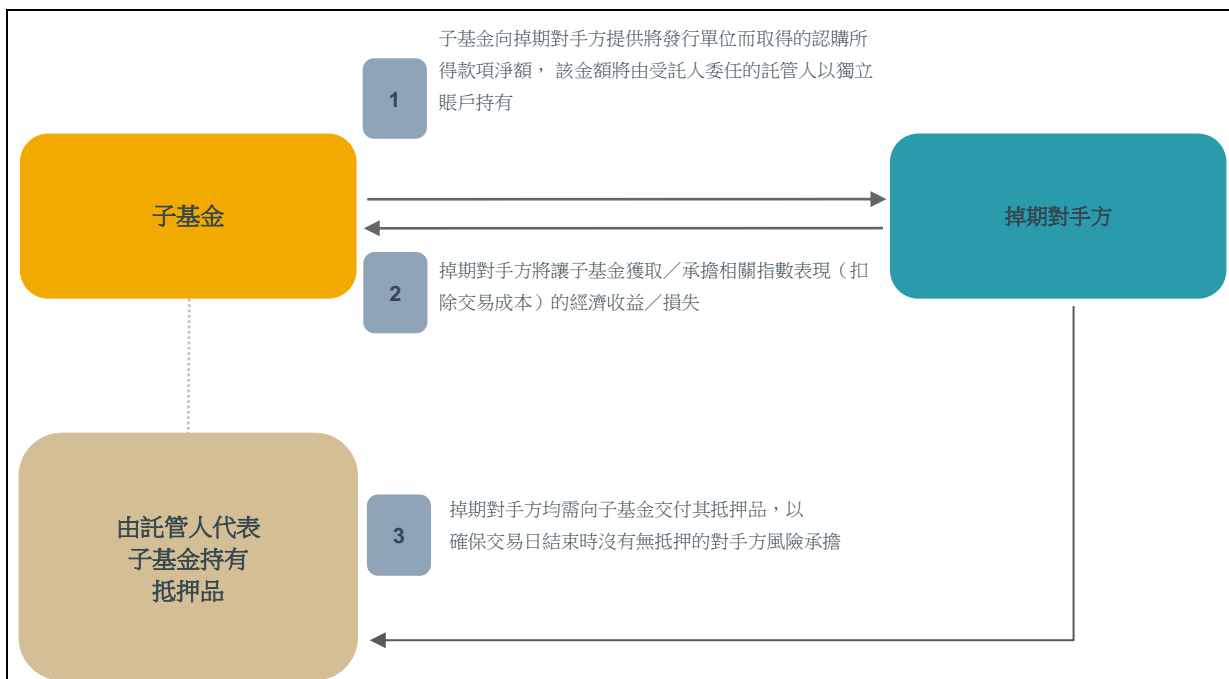 子基金向掉期對手方提供將發行單位而取得的認購所
得款項淨額， 該金額將由受託人委任的託管人以獨立
賬戶持有
1
子基金
掉期對手方
2
掉期對手方將讓子基金獲取／承擔相關指數表現（扣
除交易成本）的經濟收益／損失
由託管人代表
子基金持有
抵押品
3
掉期對手方均需向子基金交付其抵押品，以
確保交易日結束時沒有無抵押的對手方風險承擔